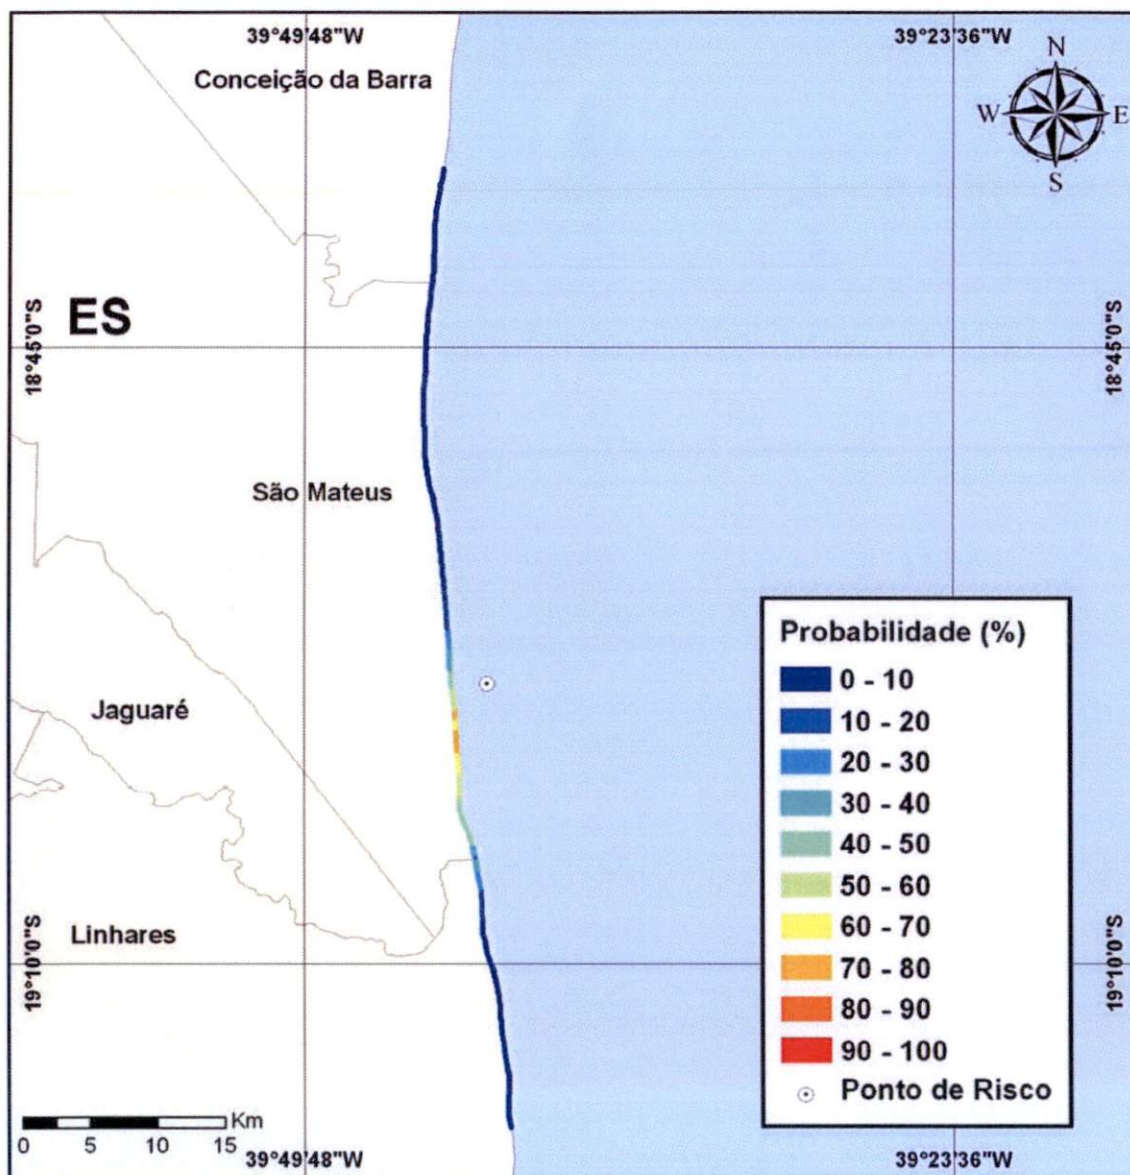 39°49'48"W
39°23'36"W
Conceição da Barra
N
W
E
S
ES
18°45'0"S
18°45'0"S
São Mateus
Probabilidade (%)
0 - 10
10 - 20
20 - 30
30 - 40
40 - 50
50 - 60
60 - 70
70 - 80
80 - 90
90 - 100
Ponto de Risco
Jaguaré
Linhares
19°10'0"S
19°10'0"S
Km
0 5 10 15
39°49'48"W
39°23'36"W